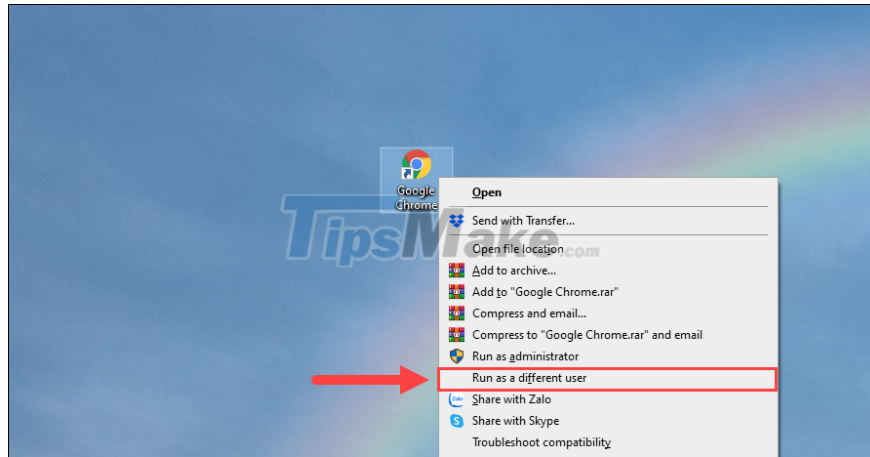 Google
Chrome
TipsMake.com
Open
Send with Transfer...
Open file location
Add to archive...
Add to "Google Chrome.rar"
Compress and email...
Compress to "Google Chrome.rar" and email
Run as administrator
Run as a different user
Zalo
Share with Zalo
S
Share with Skype
Troubleshoot compatibility